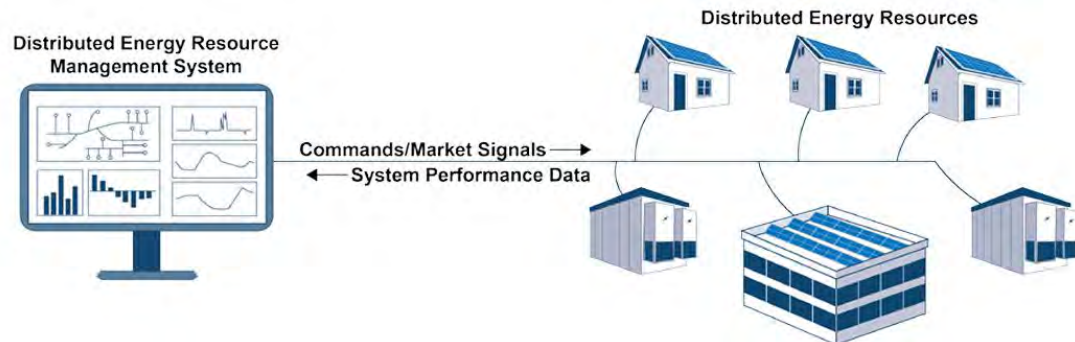 Distributed Energy Resource
Management System
Distributed Energy Resources
Commands/Market Signals
System Performance Data